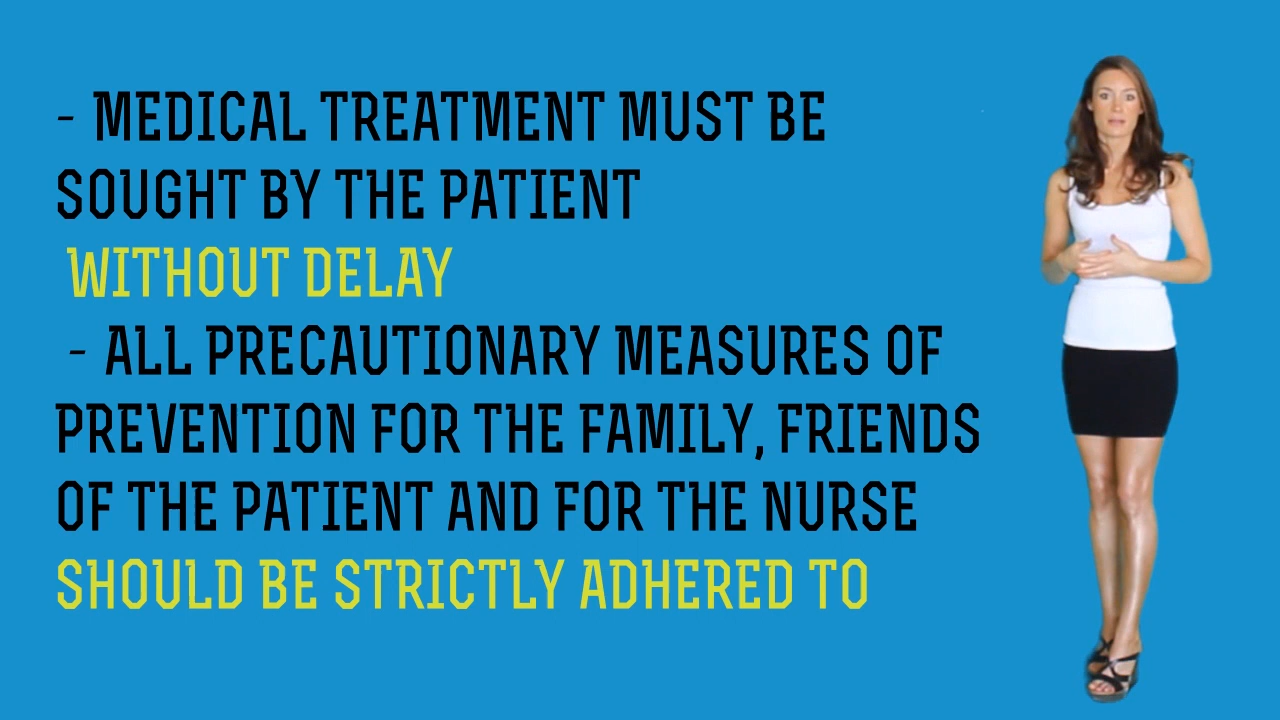 - MEDICAL TREATMENT MUST BE
SOUGHT BY THE PATIENT
WITHOUT DELAY
- ALL PRECAUTIONARY MEASURES OF
PREVENTION FOR THE FAMILY, FRIENDS
OF THE PATIENT AND FOR THE NURSE
SHOULD BE STRICTLY ADHERED TO